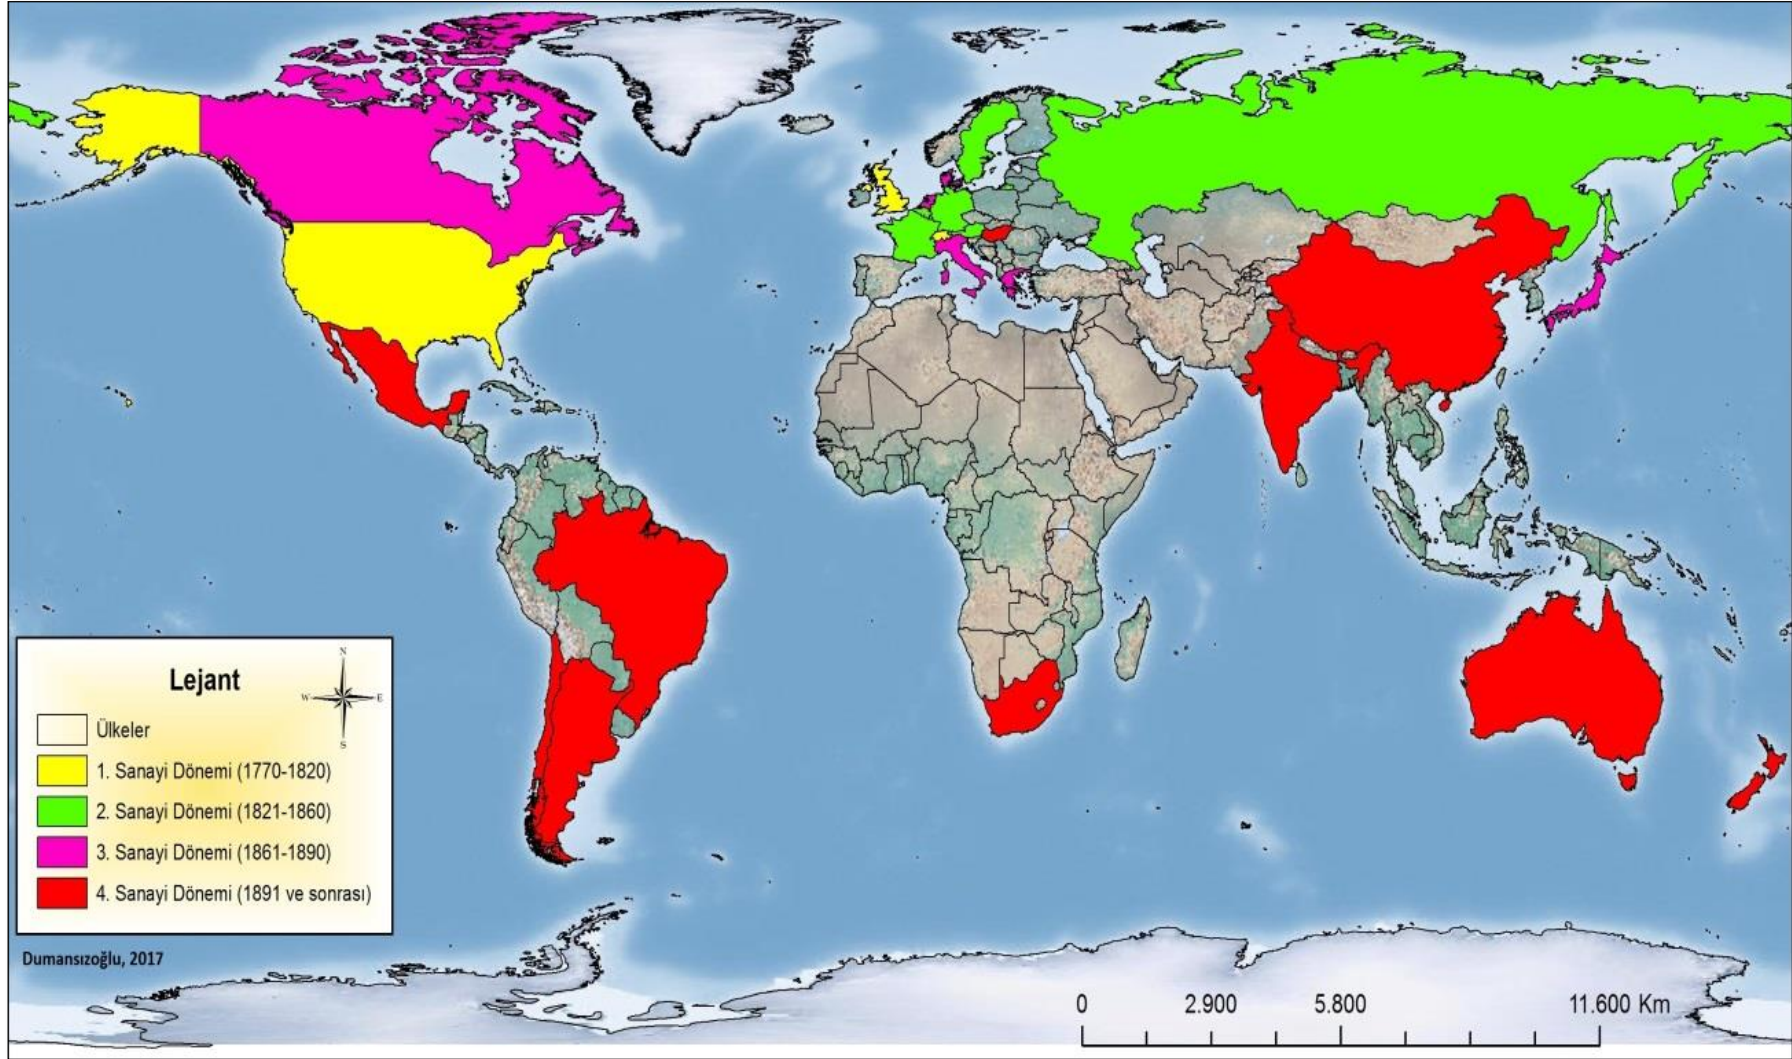 Lejant
N
W
E
S
Ülkeler
1. Sanayi Dönemi (1770-1820)
2. Sanayi Dönemi (1821-1860)
3. Sanayi Dönemi (1861-1890)
4. Sanayi Dönemi (1891 ve sonrası)
Dumansızoğlu, 2017
0 2.900 5.800 11.600 Km